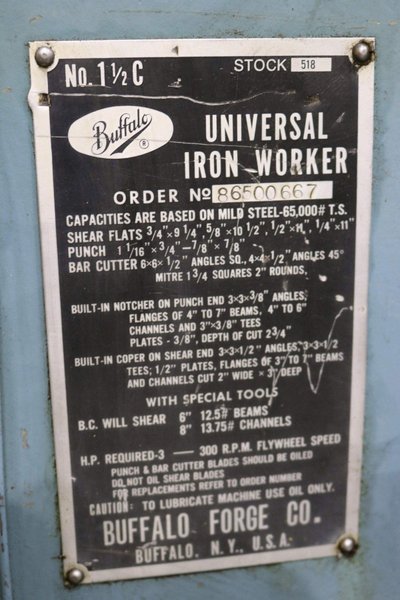 No. 1 1/2 C STOCK 518
Buffalo ®
UNIVERSAL
IRON WORKER
ORDER No 86500667
CAPACITIES ARE BASED ON MILD STEEL-65,000# T.S.
SHEAR FLATS 3/4"×9 1/4", 5/8"×10 1/2", 1/2"×11", 1/4"×11"
PUNCH 1 1/16"×3/4"-7/8"×7/8"
BAR CUTTER 6×6×1/2" ANGLES SQ., 4×4×1/2" ANGLES 45°
MITRE 1 3/4 SQUARES 2" ROUNDS,
BUILT-IN NOTCHER ON PUNCH END 3×3×3/8" ANGLES,
FLANGES OF 4" TO 7" BEAMS, 4" TO 6"
CHANNELS AND 3"×3/8" TEES
PLATES - 3/8", DEPTH OF CUT 2 3/4"
BUILT-IN COPER ON SHEAR END 3×3×1/2" ANGLES, 3×3×1/2
TEES; 1/2" PLATES, FLANGES OF 3" TO 7" BEAMS
AND CHANNELS CUT 2" WIDE × 3" DEEP
WITH SPECIAL TOOLS
B.C. WILL SHEAR 6" 12.5# BEAMS
8" 13.75# CHANNELS
H.P. REQUIRED-3 — 300 R.P.M. FLYWHEEL SPEED
PUNCH & BAR CUTTER BLADES SHOULD BE OILED
DO NOT OIL SHEAR BLADES
FOR REPLACEMENTS REFER TO ORDER NUMBER
CAUTION: TO LUBRICATE MACHINE USE OIL ONLY.
BUFFALO FORGE CO.
BUFFALO, N.Y., U.S.A.